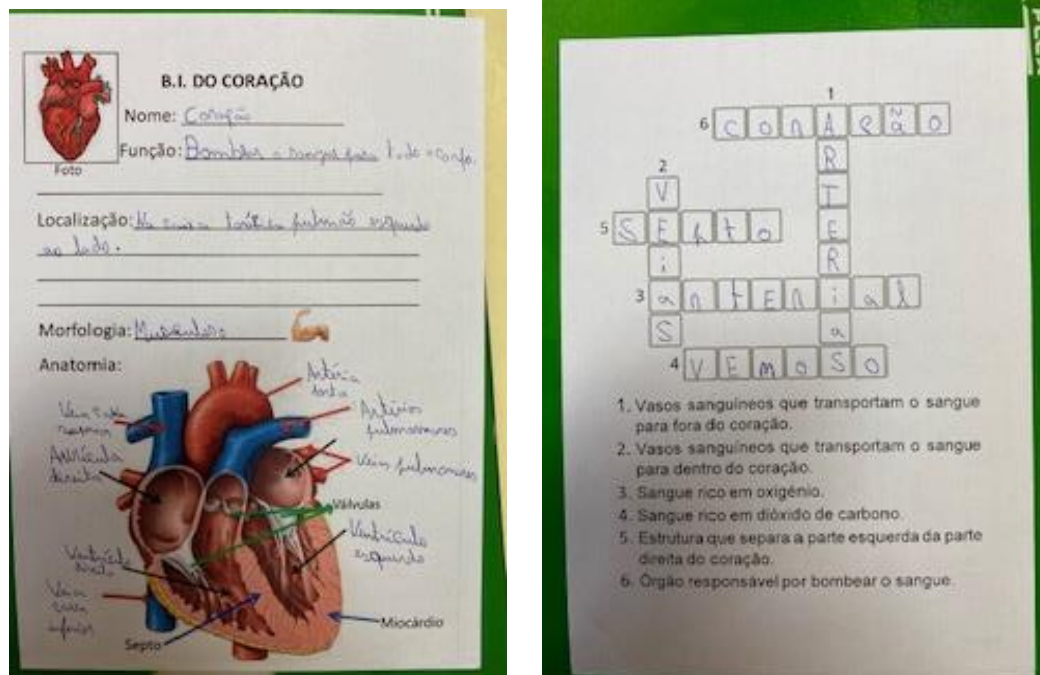 B.I. DO CORAÇÃO
Nome: Coração
Função: Bombear o sangue para todo o corpo.
Foto
Localização: Na caixa torácica pulmão esquerdo
ao lado.
Morfologia: Musculoso
Anatomia:
Artéria
aorta
Veia cava
superior
Artérias
pulmonares
Aurícula
direita
Veias pulmonares
Válvulas
Ventrículo
esquerdo
Ventrículo
direito
Veia
cava
inferior
Miocárdio
Septo
1
6 CORAÇÃO
2
5 SEPTO
3 arterial
4 VENOSO
ARTERiaS
VEiaS
1. Vasos sanguíneos que transportam o sangue
para fora do coração.
2. Vasos sanguíneos que transportam o sangue
para dentro do coração.
3. Sangue rico em oxigénio.
4. Sangue rico em dióxido de carbono.
5. Estrutura que separa a parte esquerda da parte
direita do coração.
6. Órgão responsável por bombear o sangue.